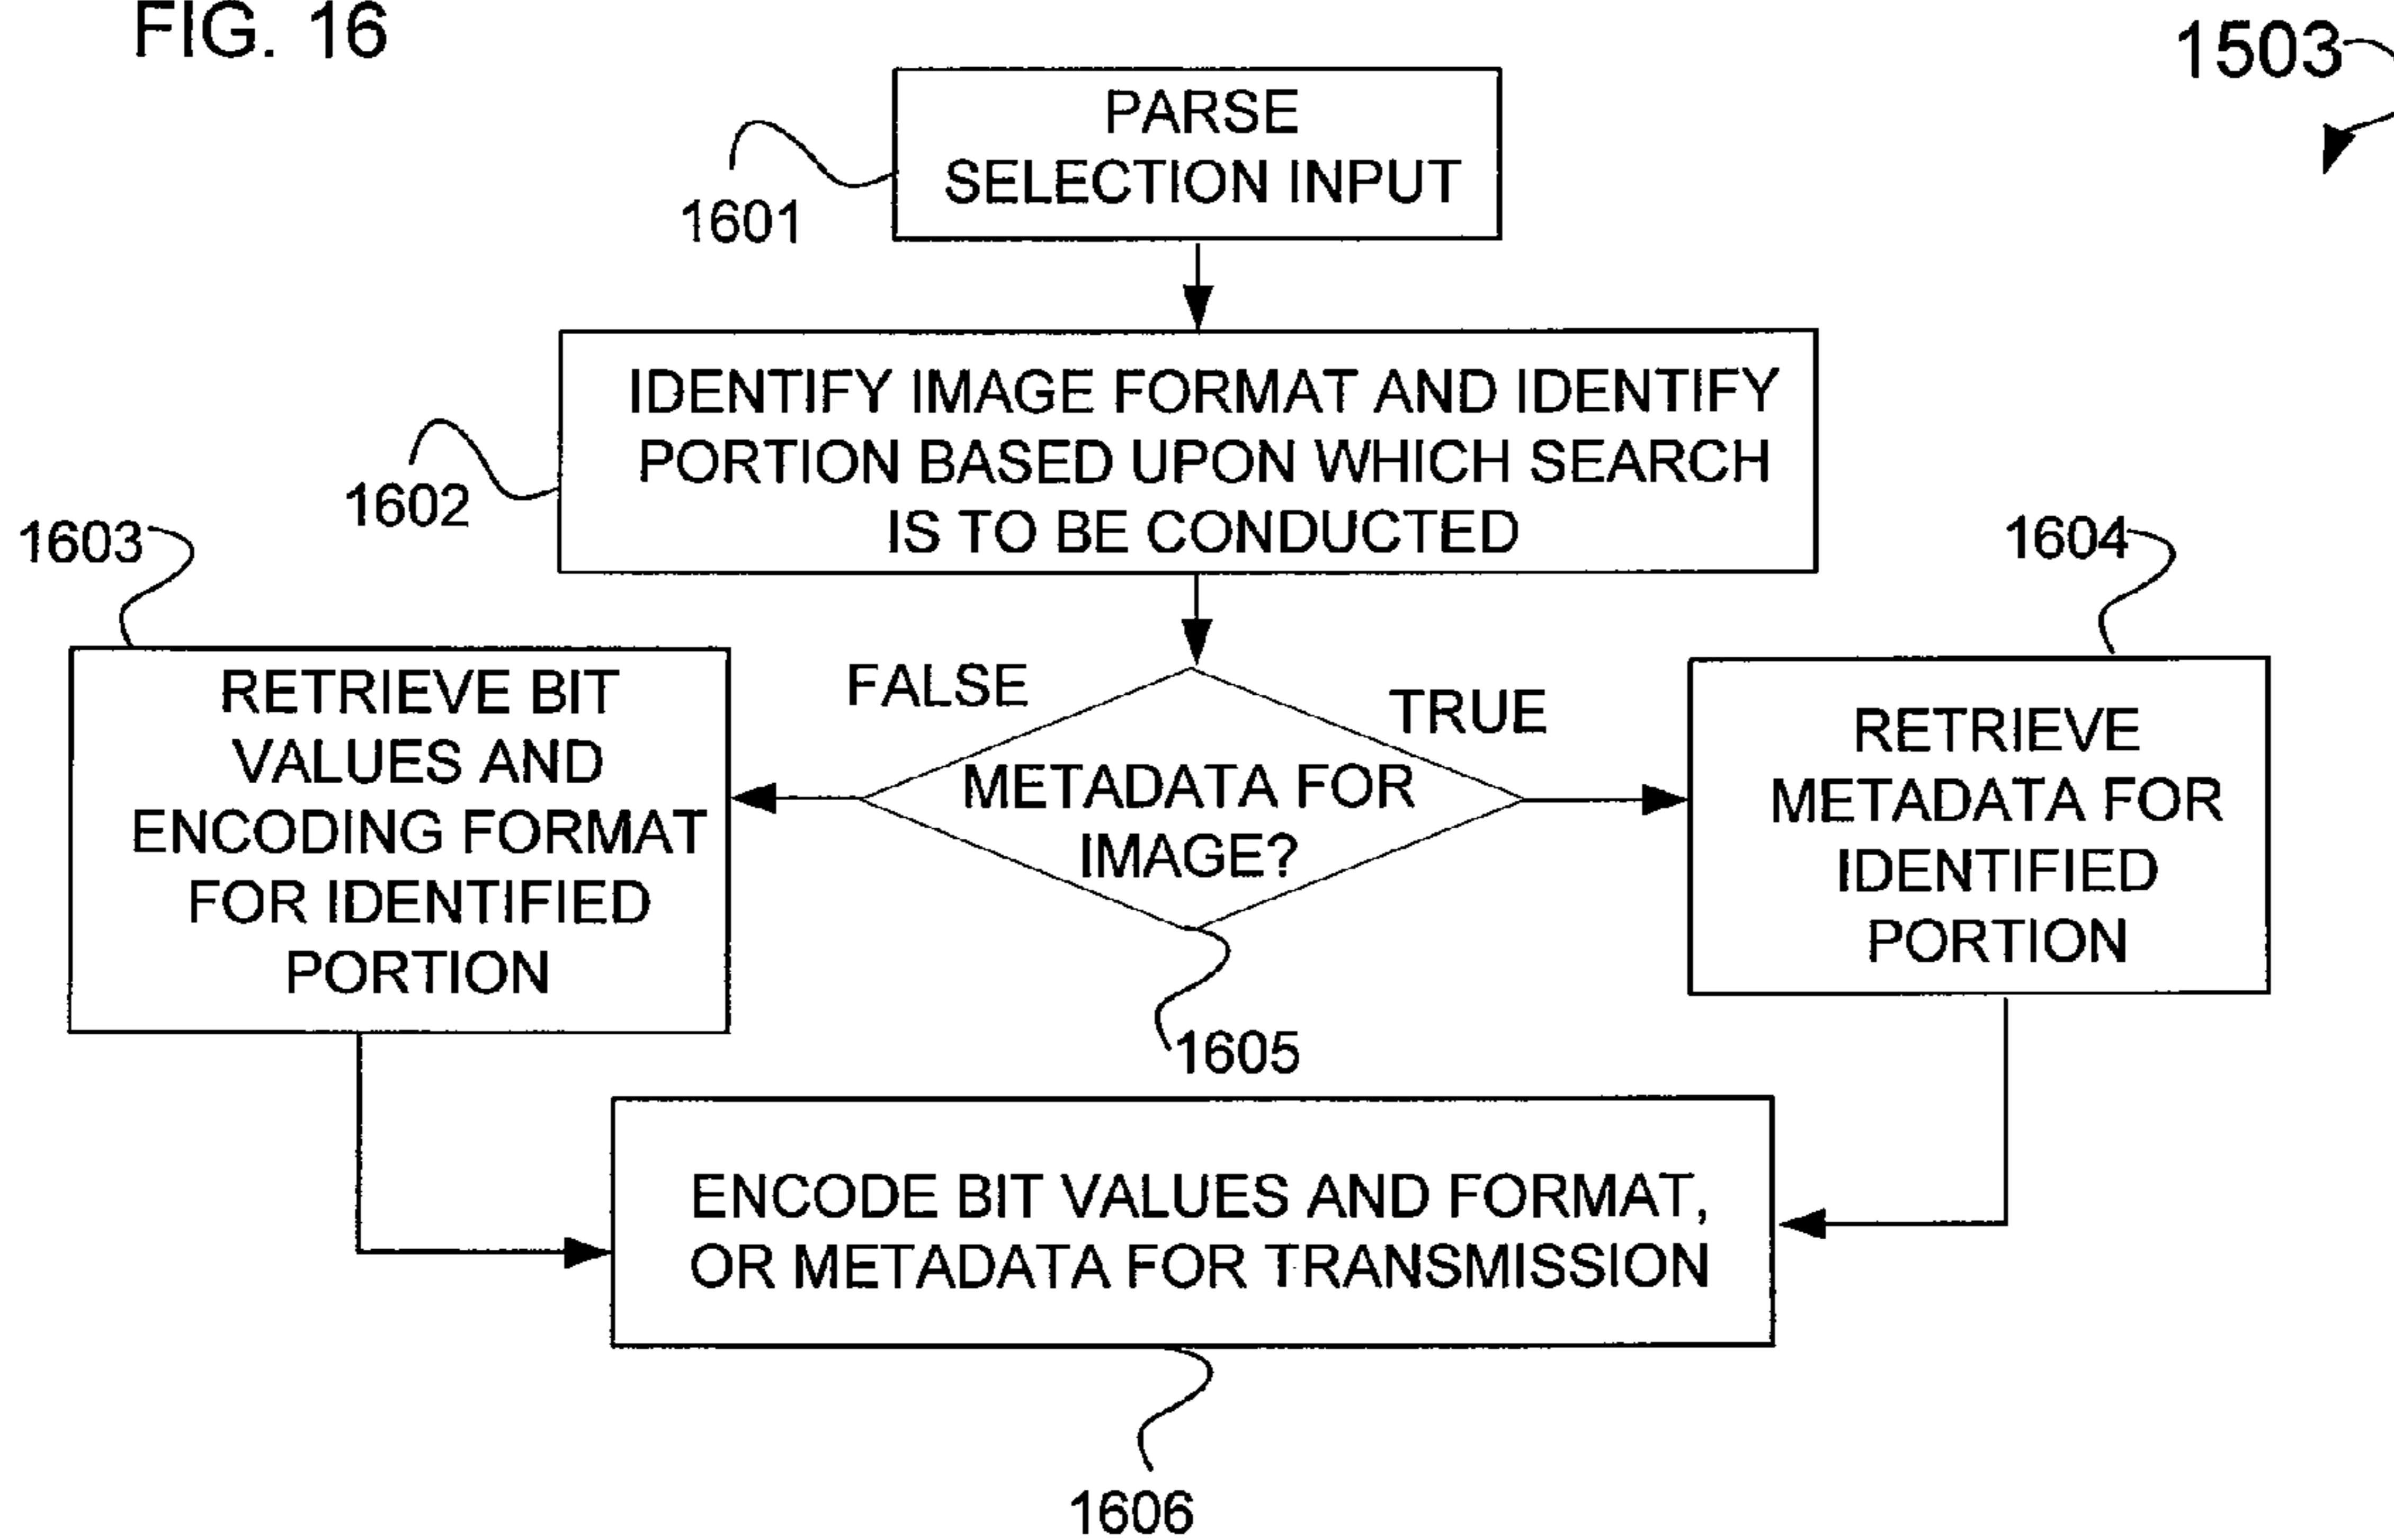 FIG. 16
1503
PARSE
SELECTION INPUT
1601
IDENTIFY IMAGE FORMAT AND IDENTIFY
PORTION BASED UPON WHICH SEARCH
IS TO BE CONDUCTED
1602
1603
1604
RETRIEVE BIT
VALUES AND
ENCODING FORMAT
FOR IDENTIFIED
PORTION
FALSE
TRUE
METADATA FOR
IMAGE?
RETRIEVE
METADATA FOR
IDENTIFIED
PORTION
1605
ENCODE BIT VALUES AND FORMAT,
OR METADATA FOR TRANSMISSION
1606